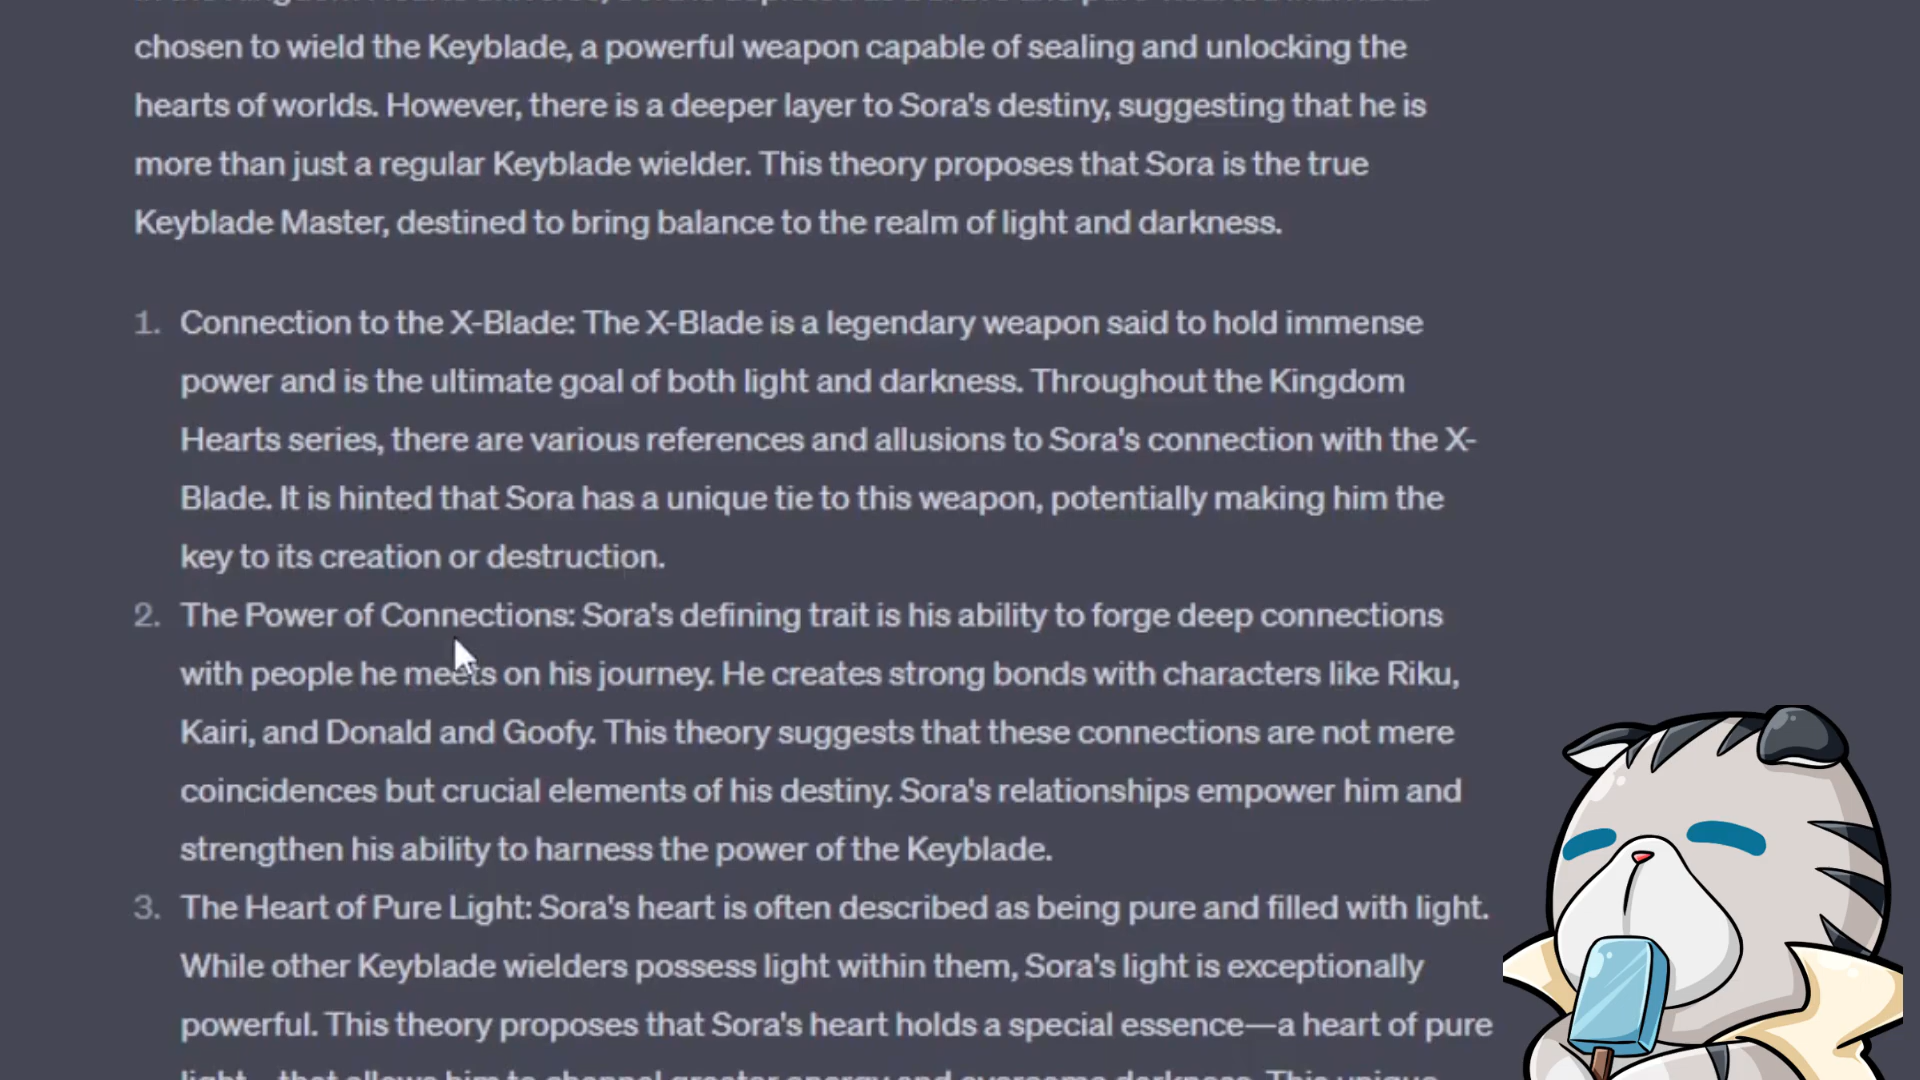 chosen to wield the Keyblade, a powerful weapon capable of sealing and unlocking the
hearts of worlds. However, there is a deeper layer to Sora's destiny, suggesting that he is
more than just a regular Keyblade wielder. This theory proposes that Sora is the true
Keyblade Master, destined to bring balance to the realm of light and darkness.
1. Connection to the X-Blade: The X-Blade is a legendary weapon said to hold immense
power and is the ultimate goal of both light and darkness. Throughout the Kingdom
Hearts series, there are various references and allusions to Sora's connection with the X-
Blade. It is hinted that Sora has a unique tie to this weapon, potentially making him the
key to its creation or destruction.
2. The Power of Connections: Sora's defining trait is his ability to forge deep connections
with people he meets on his journey. He creates strong bonds with characters like Riku,
Kairi, and Donald and Goofy. This theory suggests that these connections are not mere
coincidences but crucial elements of his destiny. Sora's relationships empower him and
strengthen his ability to harness the power of the Keyblade.
3. The Heart of Pure Light: Sora's heart is often described as being pure and filled with light.
While other Keyblade wielders possess light within them, Sora's light is exceptionally
powerful. This theory proposes that Sora's heart holds a special essence—a heart of pure